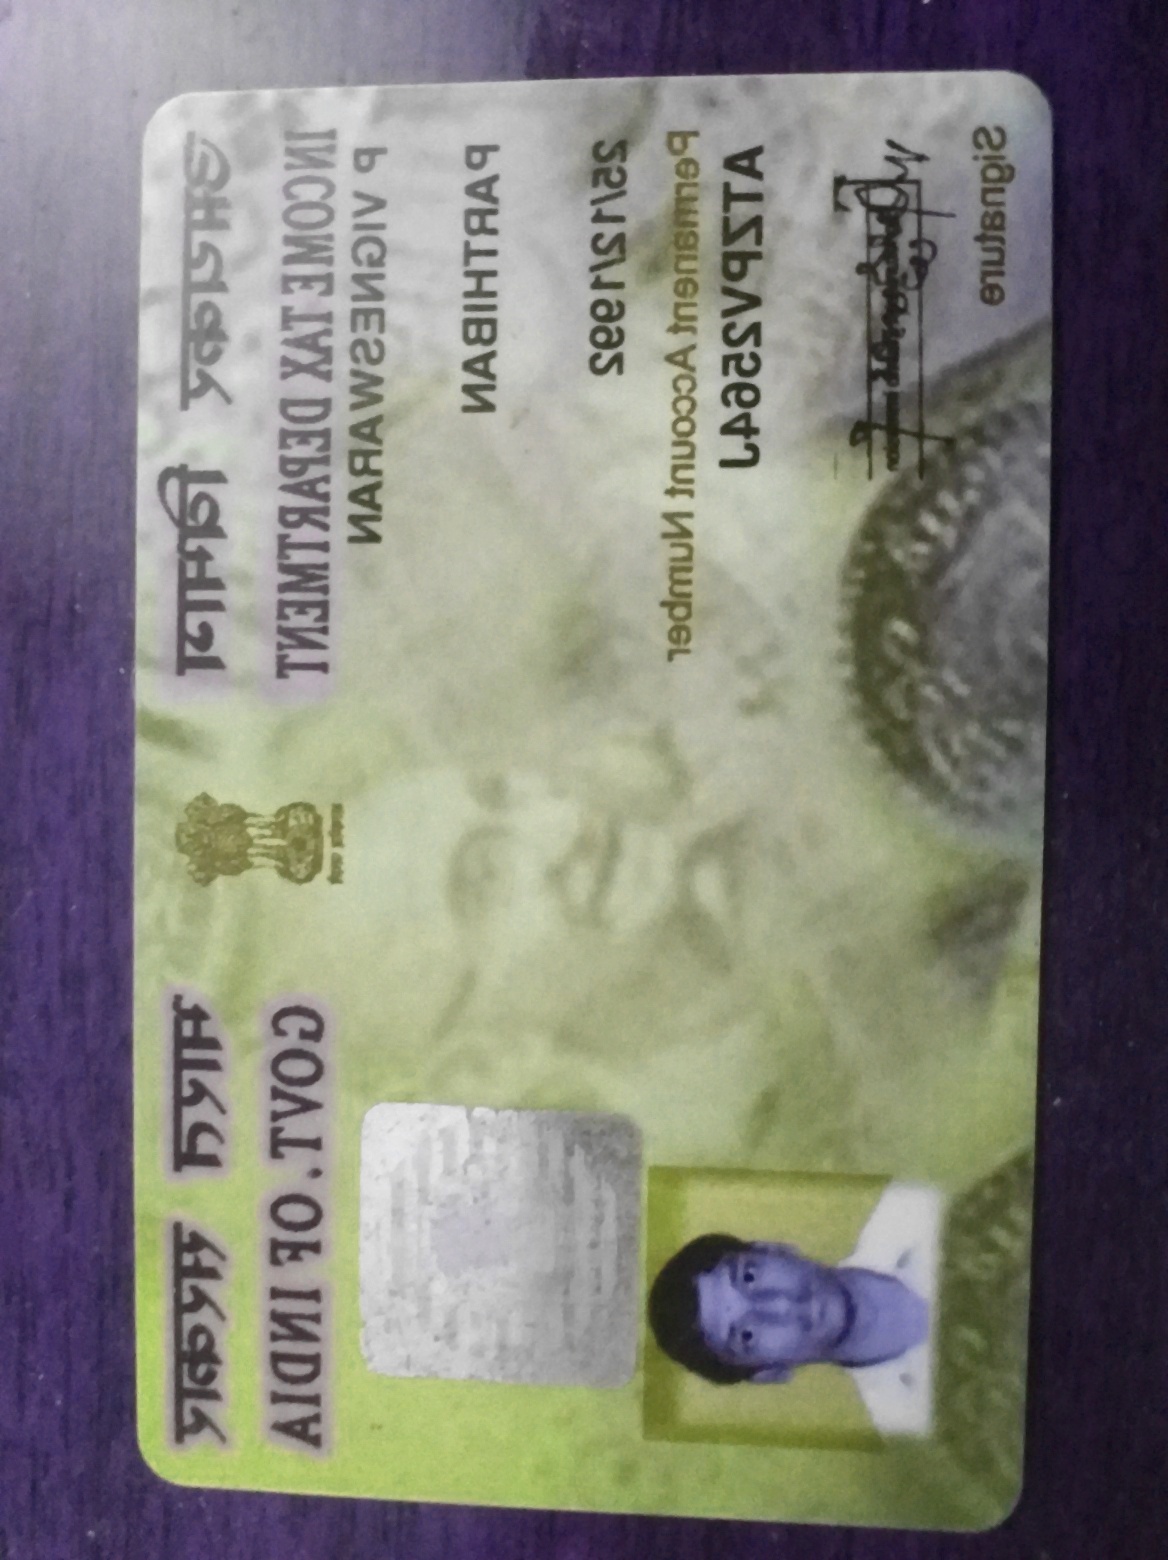 आयकर विभाग
INCOME TAX DEPARTMENT
भारत सरकार
GOVT. OF INDIA
P VIGNESWARAN
PARTHIBAN
25/12/1992
Permanent Account Number
ATZPV2564J
Signature